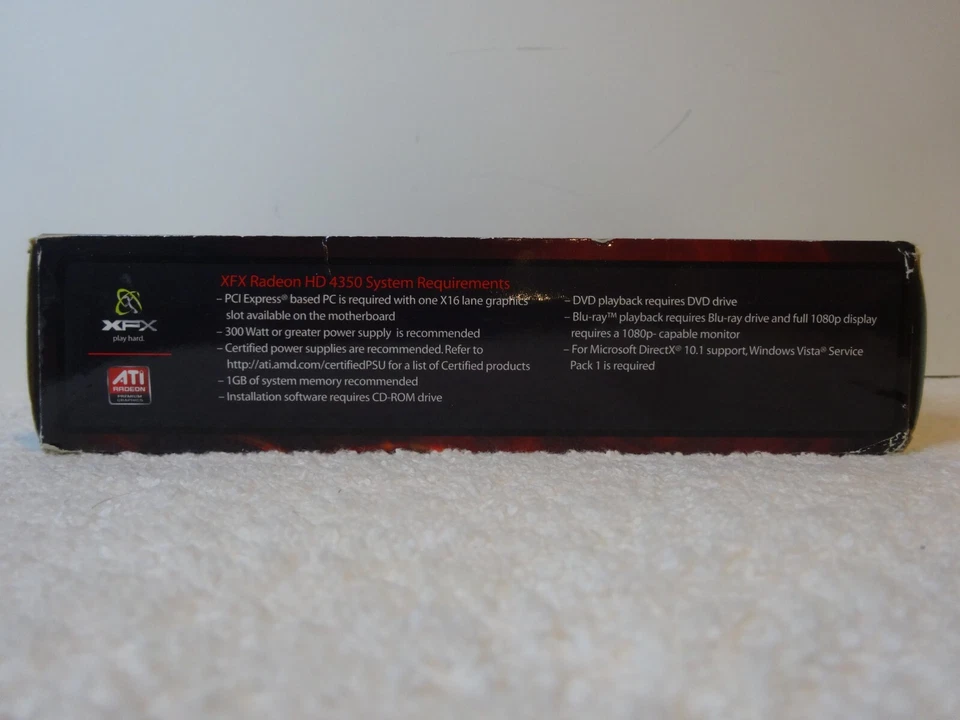 XFX
play hard.
ATI
RADEON
PREMIUM
GRAPHICS
XFX Radeon HD 4350 System Requirements
– PCI Express® based PC is required with one X16 lane graphics
slot available on the motherboard
– 300 Watt or greater power supply is recommended
– Certified power supplies are recommended. Refer to
http://ati.amd.com/certifiedPSU for a list of Certified products
– 1GB of system memory recommended
– Installation software requires CD-ROM drive
– DVD playback requires DVD drive
– Blu-ray™ playback requires Blu-ray drive and full 1080p display
requires a 1080p- capable monitor
– For Microsoft DirectX® 10.1 support, Windows Vista® Service
Pack 1 is required